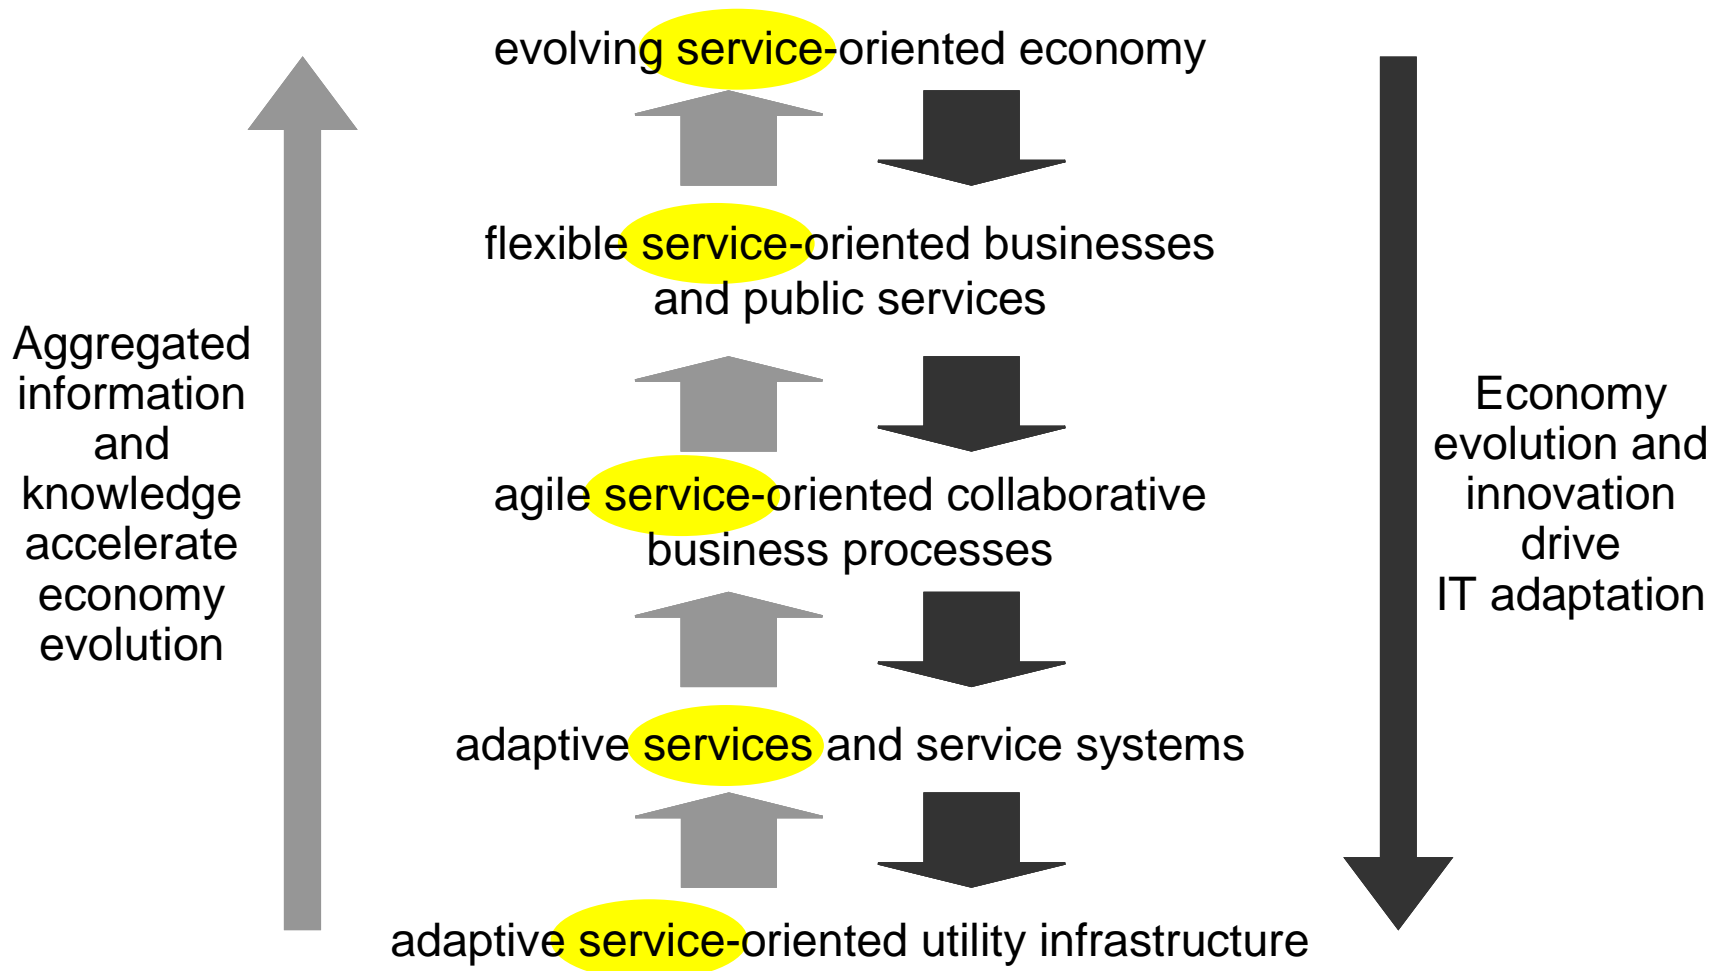 evolving service-oriented economy
flexible service-oriented businesses
and public services
Aggregated
information
and
knowledge
accelerate
economy
evolution
agile service-oriented collaborative
business processes
Economy
evolution and
innovation
drive
IT adaptation
adaptive services and service systems
adaptive service-oriented utility infrastructure